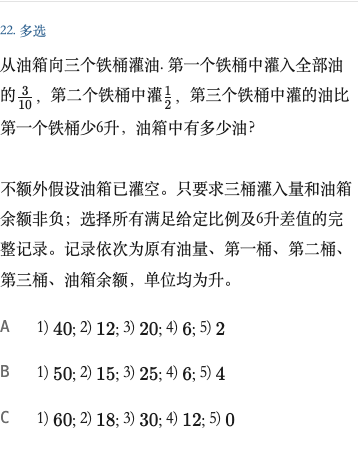 22. 多选
从油箱向三个铁桶灌油. 第一个铁桶中灌入全部油
的 3/10 ，第二个铁桶中灌 1/2 ，第三个铁桶中灌的油比
第一个铁桶少6升，油箱中有多少油?
不额外假设油箱已灌空。只要求三桶灌入量和油箱
余额非负；选择所有满足给定比例及6升差值的完
整记录。记录依次为原有油量、第一桶、第二桶、
第三桶、油箱余额，单位均为升。
A 1) 40; 2) 12; 3) 20; 4) 6; 5) 2
B 1) 50; 2) 15; 3) 25; 4) 6; 5) 4
C 1) 60; 2) 18; 3) 30; 4) 12; 5) 0